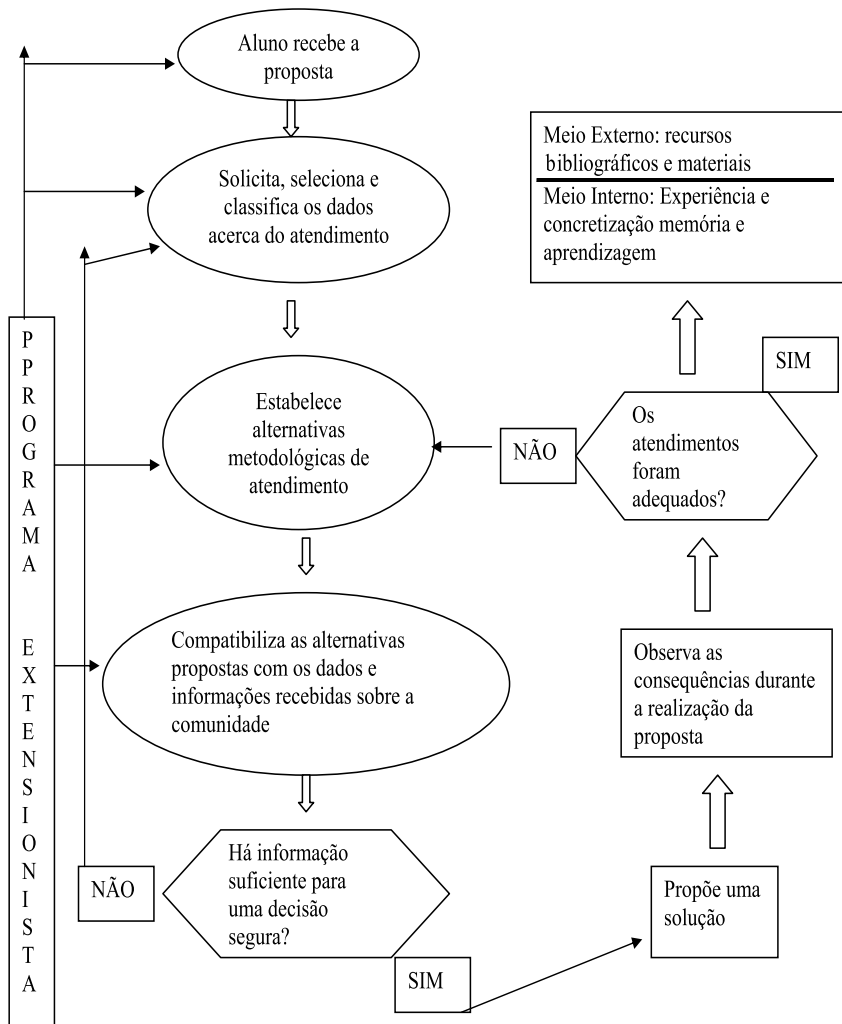 Aluno recebe a
proposta
Solicita, seleciona e
classifica os dados
acerca do atendimento
Estabelece
alternativas
metodológicas de
atendimento
Compatibiliza as alternativas
propostas com os dados e
informações recebidas sobre a
comunidade
Há informação
suficiente para
uma decisão
segura?
NÃO
SIM
Propõe uma
solução
Observa as
consequências durante
a realização da
proposta
Os
atendimentos
foram
adequados?
NÃO
SIM
Meio Externo: recursos
bibliográficos e materiais
Meio Interno: Experiência e
concretização memória e
aprendizagem
P
P
R
O
G
R
A
M
A
E
X
T
E
N
S
I
O
N
I
S
T
A